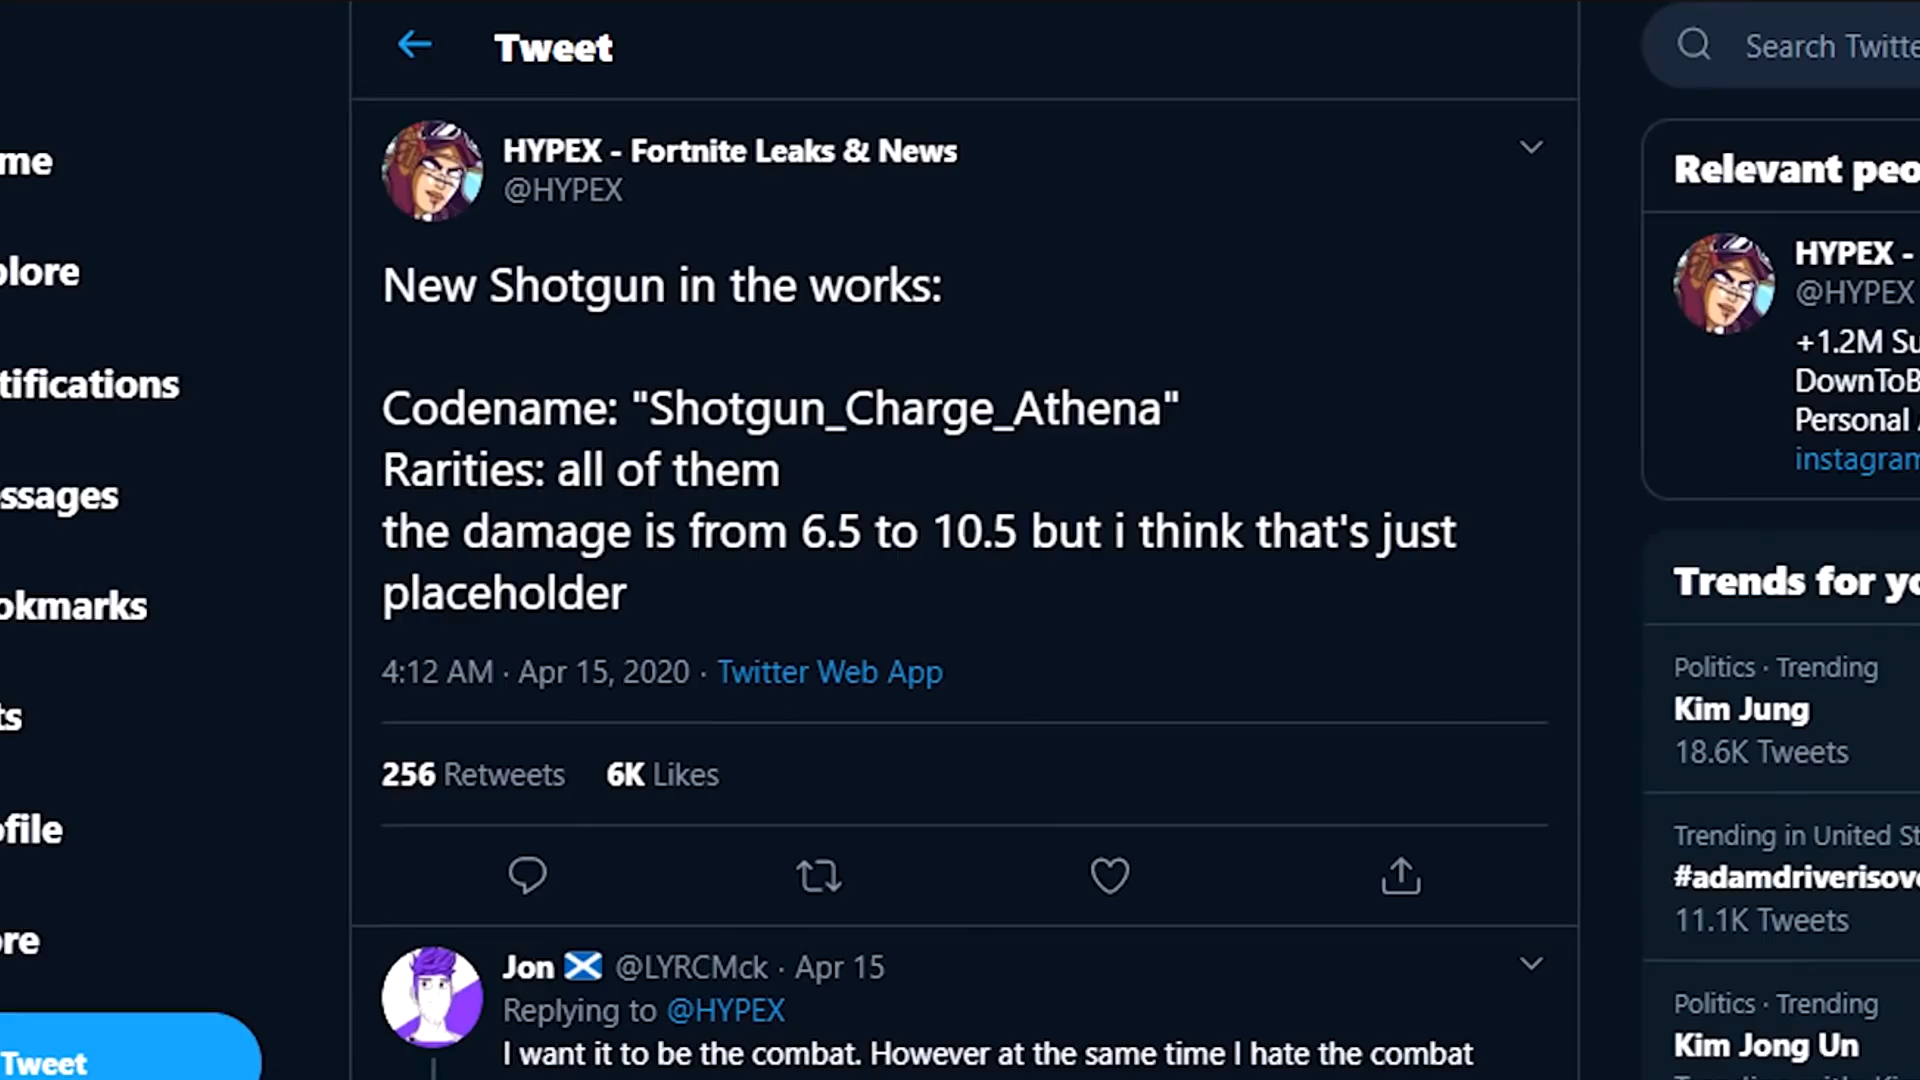 Tweet
Search Twitte
HYPEX - Fortnite Leaks & News
@HYPEX
New Shotgun in the works:
Codename: "Shotgun_Charge_Athena"
Rarities: all of them
the damage is from 6.5 to 10.5 but i think that's just
placeholder
4:12 AM · Apr 15, 2020 · Twitter Web App
256 Retweets 6K Likes
Jon @LYRCMck · Apr 15
Replying to @HYPEX
I want it to be the combat. However at the same time I hate the combat
me
plore
tifications
ssages
okmarks
ts
ofile
re
Tweet
Relevant peo
HYPEX -
@HYPEX
+1.2M Su
DownToB
Personal
instagram
Trends for yo
Politics · Trending
Kim Jung
18.6K Tweets
Trending in United St
#adamdriverisov
11.1K Tweets
Politics · Trending
Kim Jong Un